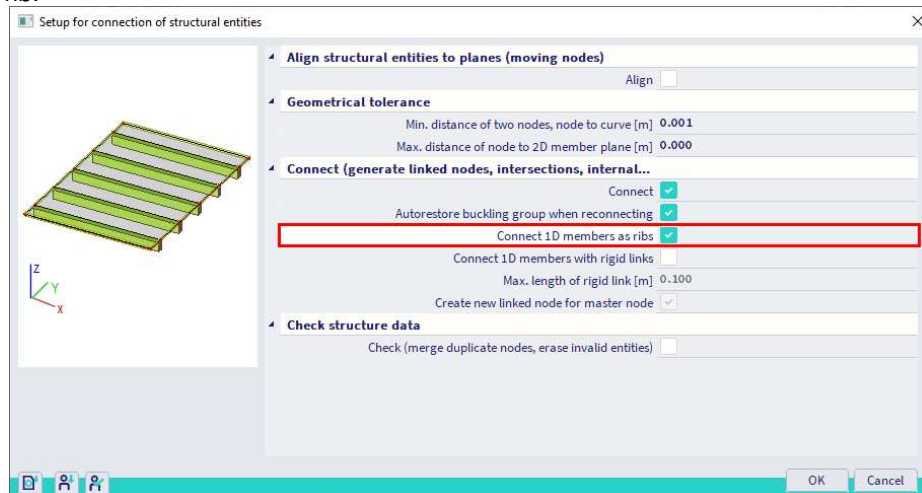 Setup for connection of structural entities
Align structural entities to planes (moving nodes)
Align
Geometrical tolerance
Min. distance of two nodes, node to curve [m] 0.001
Max. distance of node to 2D member plane [m] 0.000
Connect (generate linked nodes, intersections, internal...
Connect
Autorestore buckling group when reconnecting
Connect 1D members as ribs
Connect 1D members with rigid links
Max. length of rigid link [m] 0.100
Create new linked node for master node
Check structure data
Check (merge duplicate nodes, erase invalid entities)
Z
Y
X
OK Cancel